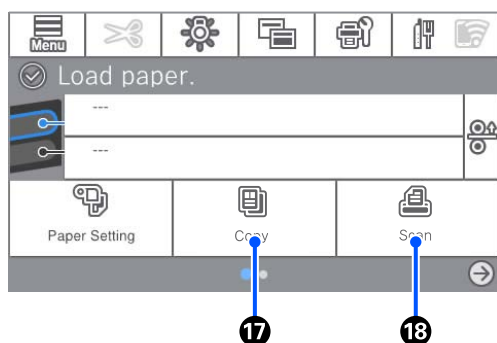 Menu
Load paper.
---
---
Paper Setting
Copy
Scan
17
18